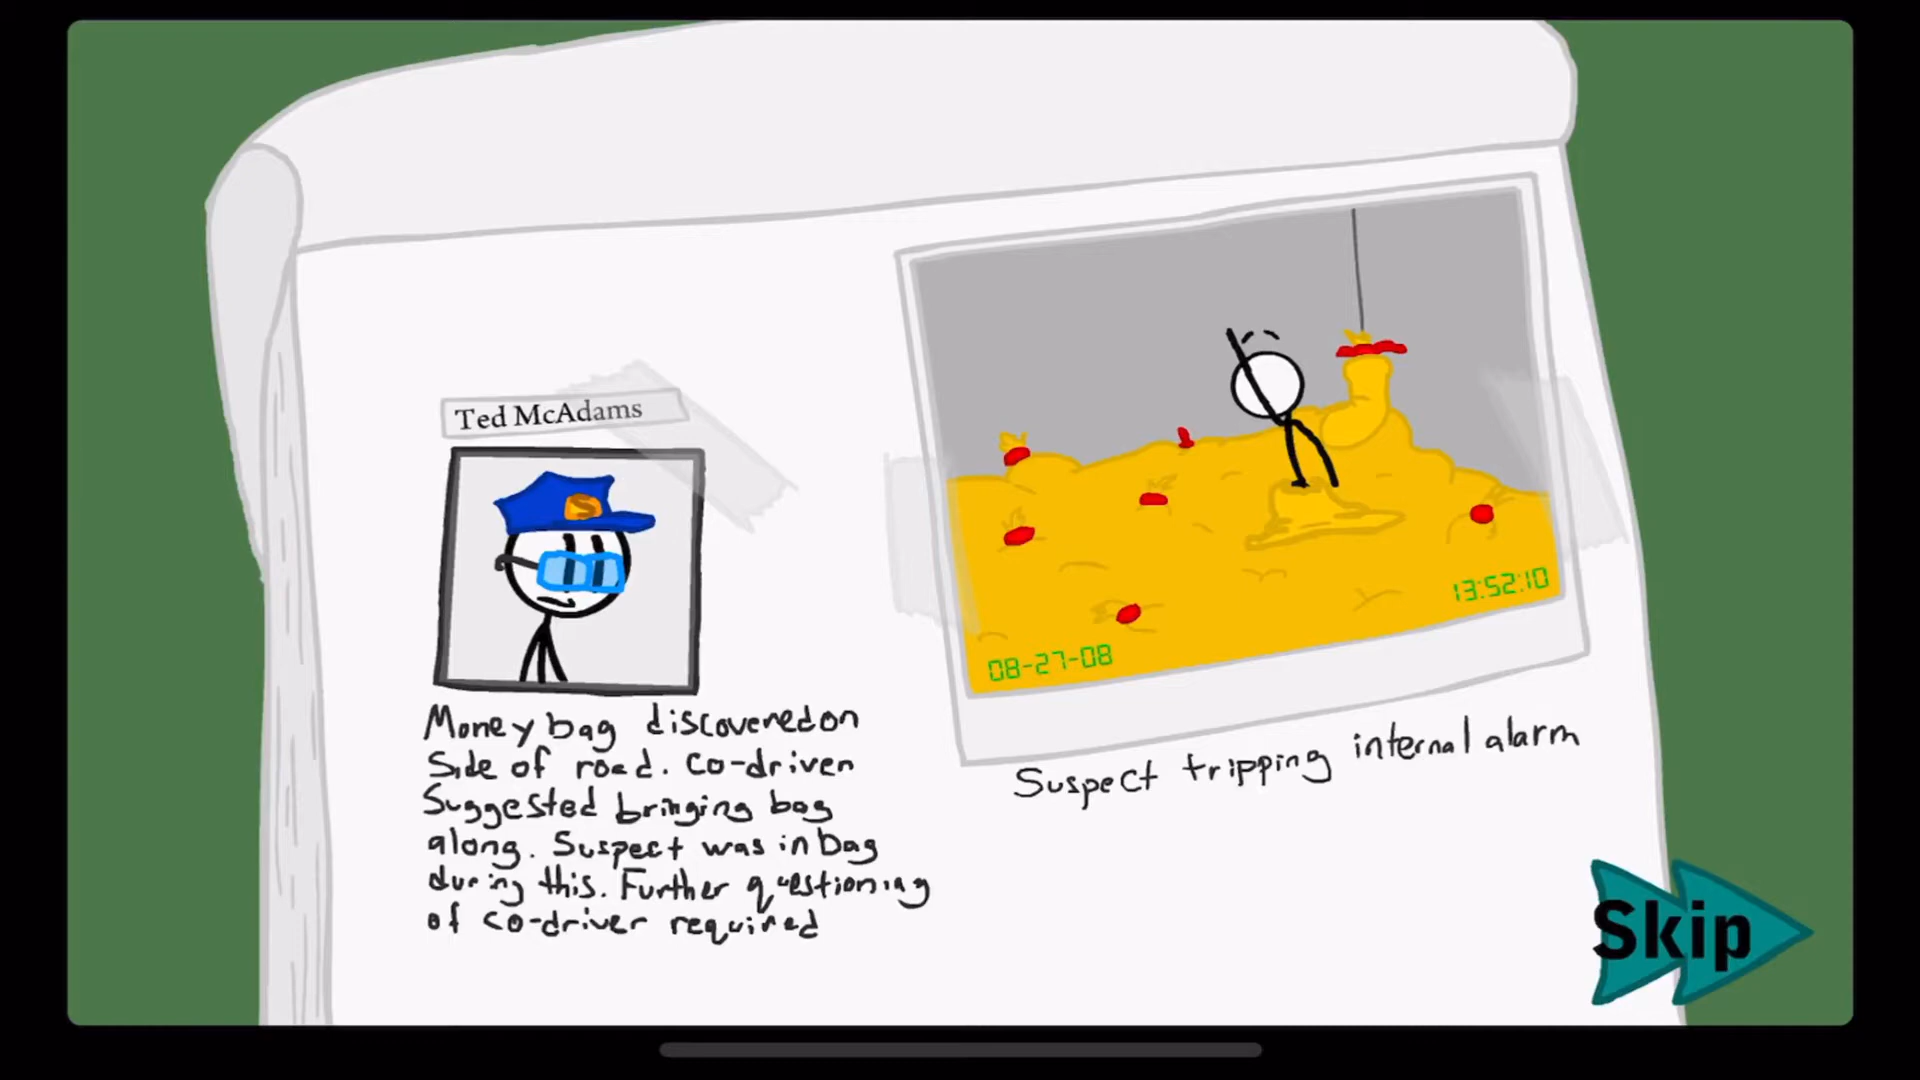 Ted McAdams
S
Money bag discovered on
Side of road. Co-driver
Suggested bringing bag
along. Suspect was in bag
during this. Further questioning
of co-driver required
13:52:10
08-27-08
Suspect tripping internal alarm
Skip